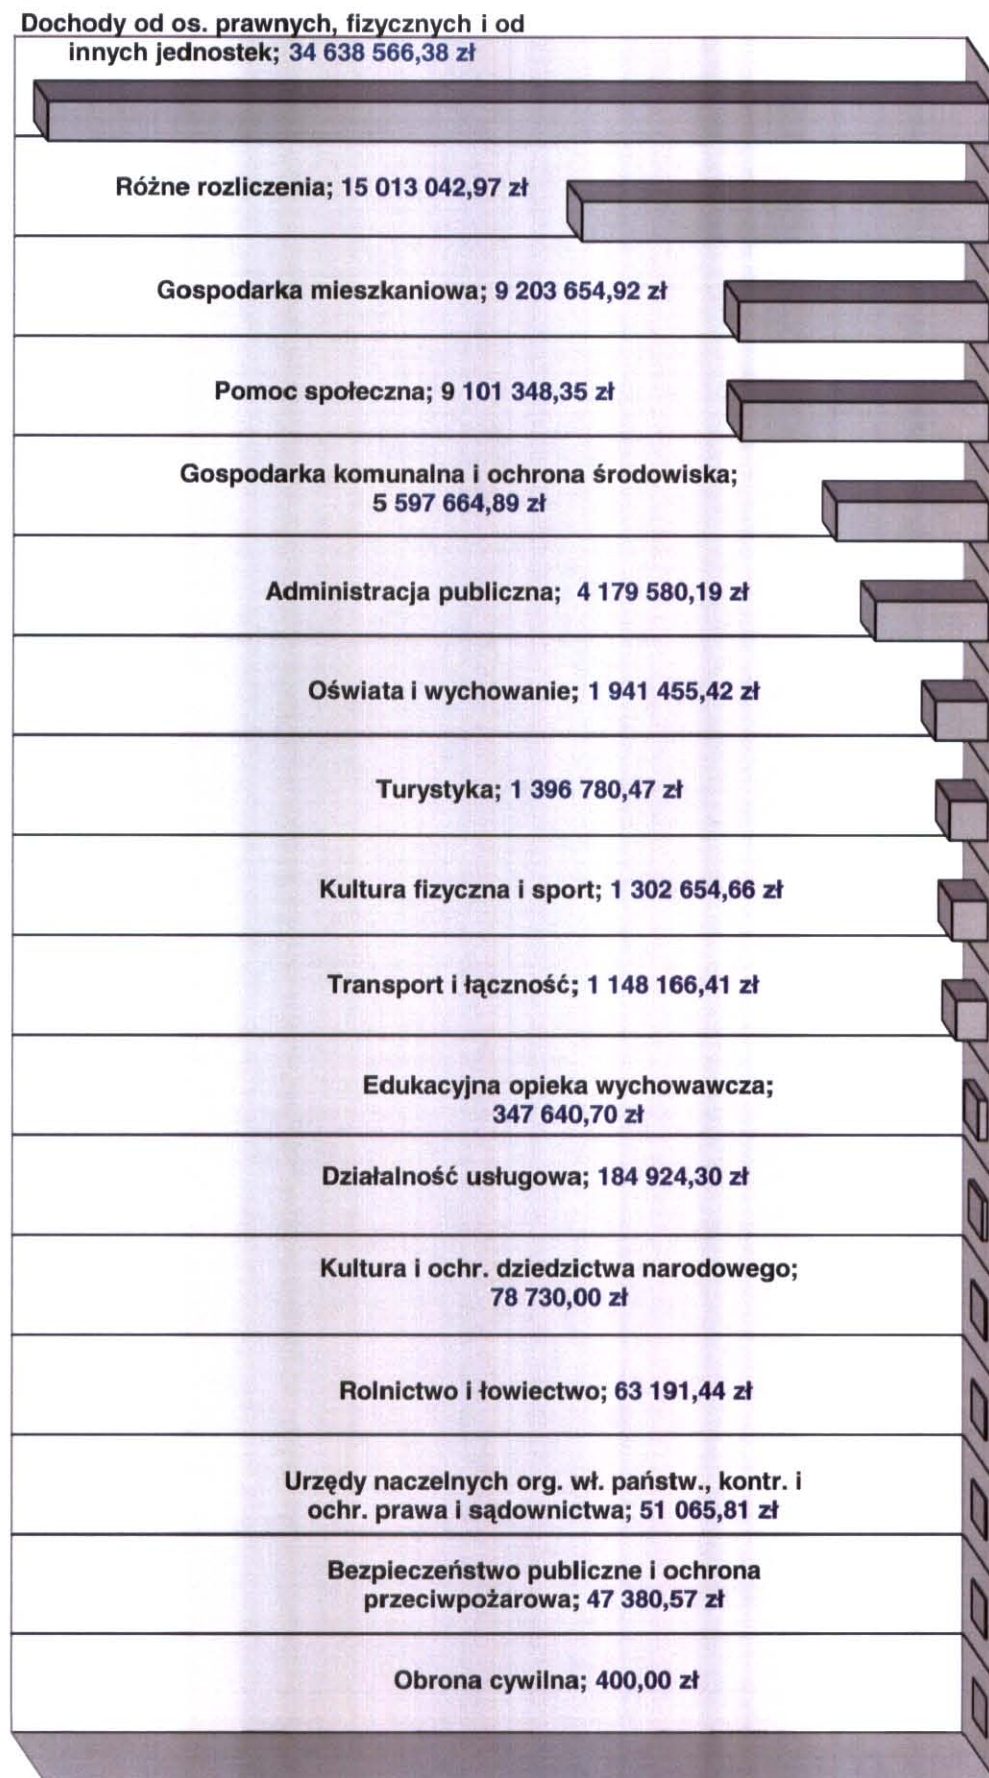 Dochody od os. prawnych, fizycznych i od
innych jednostek; 34 638 566,38 zł
Różne rozliczenia; 15 013 042,97 zł
Gospodarka mieszkaniowa; 9 203 654,92 zł
Pomoc społeczna; 9 101 348,35 zł
Gospodarka komunalna i ochrona środowiska;
5 597 664,89 zł
Administracja publiczna;  4 179 580,19 zł
Oświata i wychowanie; 1 941 455,42 zł
Turystyka; 1 396 780,47 zł
Kultura fizyczna i sport; 1 302 654,66 zł
Transport i łączność; 1 148 166,41 zł
Edukacyjna opieka wychowawcza;
347 640,70 zł
Działalność usługowa; 184 924,30 zł
Kultura i ochr. dziedzictwa narodowego;
78 730,00 zł
Rolnictwo i łowiectwo; 63 191,44 zł
Urzędy naczelnych org. wł. państw., kontr. i
ochr. prawa i sądownictwa; 51 065,81 zł
Bezpieczeństwo publiczne i ochrona
przeciwpożarowa; 47 380,57 zł
Obrona cywilna; 400,00 zł